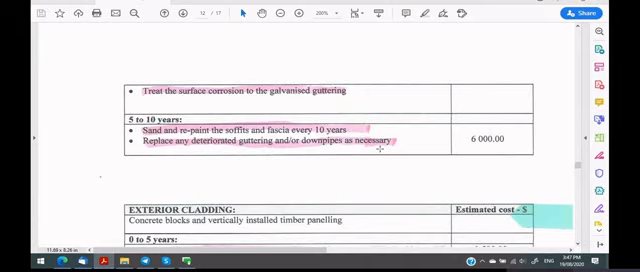 12 / 17
200%
• Treat the surface corrosion to the galvanised guttering
5 to 10 years:
• Sand and re-paint the soffits and fascia every 10 years
• Replace any deteriorated guttering and/or downpipes as necessary
6 000.00
EXTERIOR CLADDING:
Estimated cost - $
Concrete blocks and vertically installed timber panelling
0 to 5 years:
11.69 x 8.26 in
ENG
3:47 PM
19/06/2020